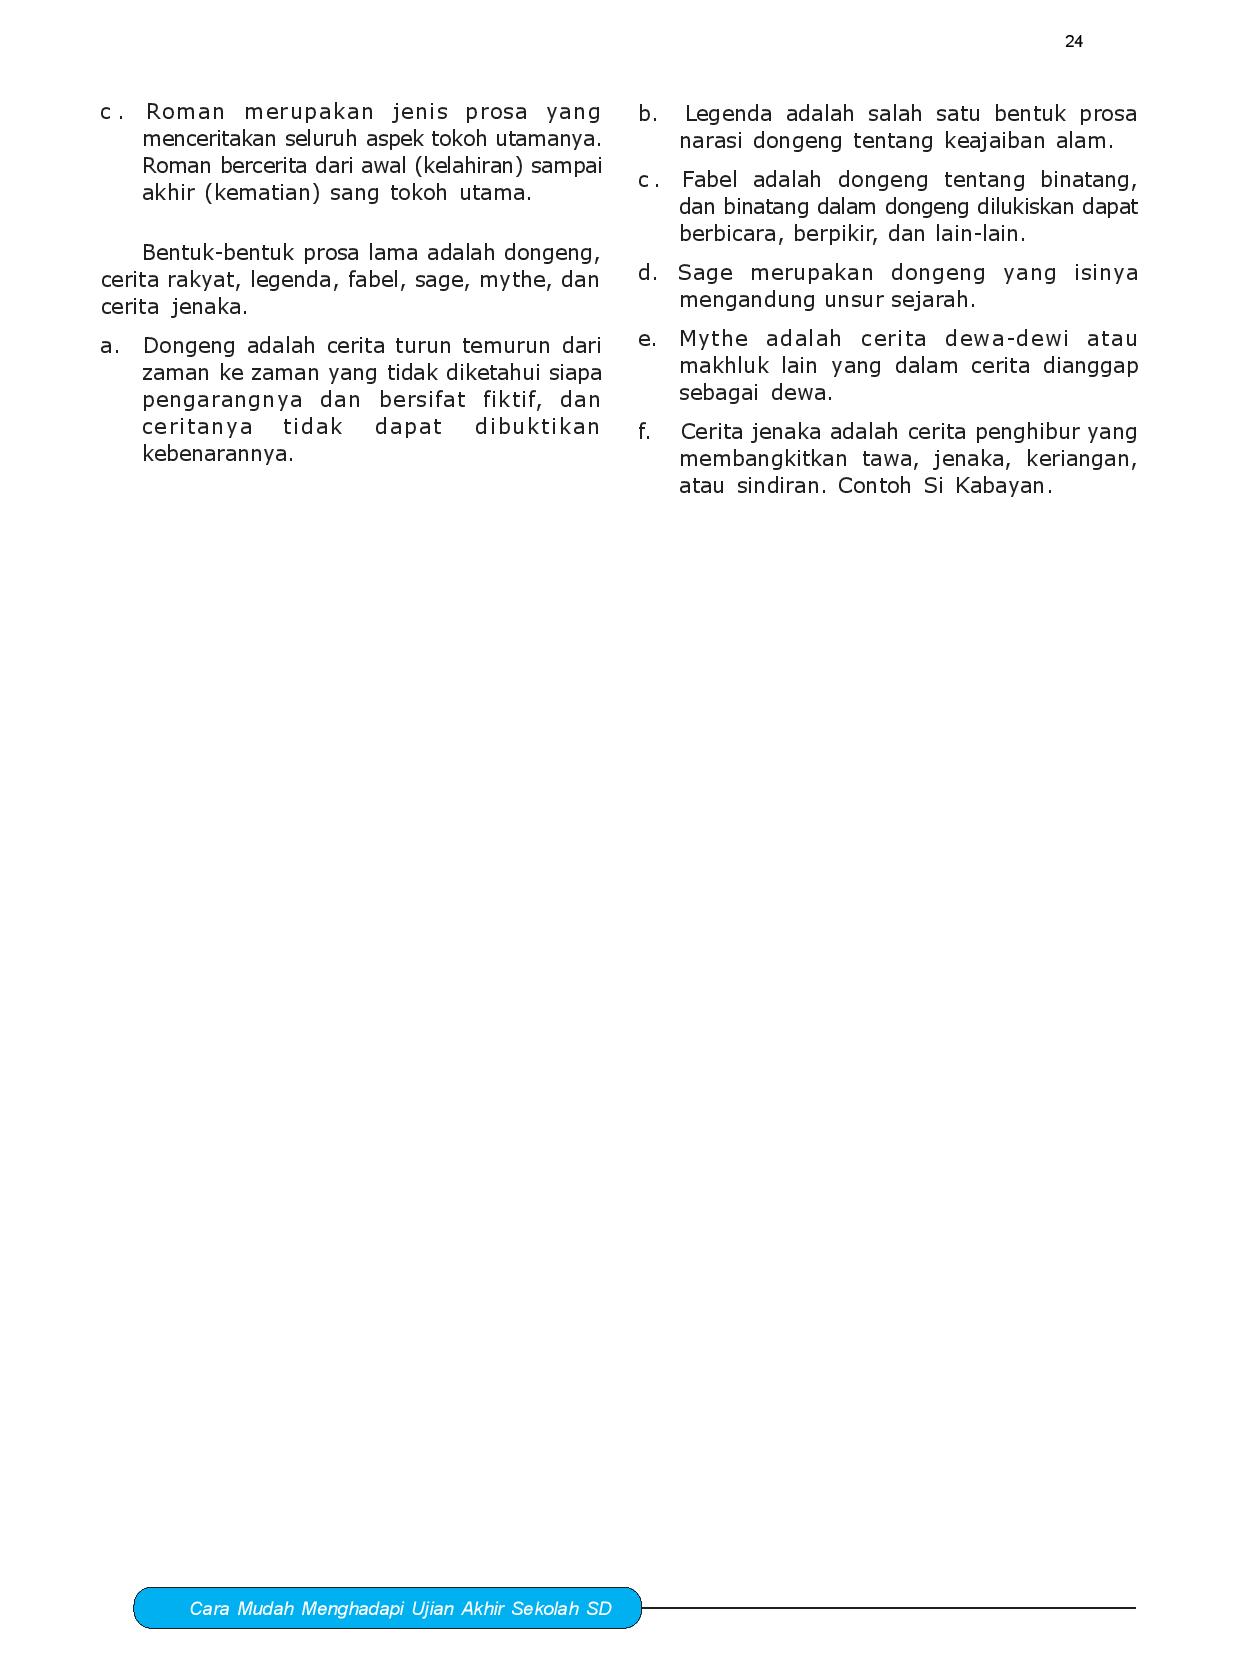 24
c. Roman merupakan jenis prosa yang
menceritakan seluruh aspek tokoh utamanya.
Roman bercerita dari awal (kelahiran) sampai
akhir (kematian) sang tokoh utama.
Bentuk-bentuk prosa lama adalah dongeng,
cerita rakyat, legenda, fabel, sage, mythe, dan
cerita jenaka.
a. Dongeng adalah cerita turun temurun dari
zaman ke zaman yang tidak diketahui siapa
pengarangnya dan bersifat fiktif, dan
ceritanya tidak dapat dibuktikan
kebenarannya.
b. Legenda adalah salah satu bentuk prosa
narasi dongeng tentang keajaiban alam.
c. Fabel adalah dongeng tentang binatang,
dan binatang dalam dongeng dilukiskan dapat
berbicara, berpikir, dan lain-lain.
d. Sage merupakan dongeng yang isinya
mengandung unsur sejarah.
e. Mythe adalah cerita dewa-dewi atau
makhluk lain yang dalam cerita dianggap
sebagai dewa.
f. Cerita jenaka adalah cerita penghibur yang
membangkitkan tawa, jenaka, keriangan,
atau sindiran. Contoh Si Kabayan.
Cara Mudah Menghadapi Ujian Akhir Sekolah SD